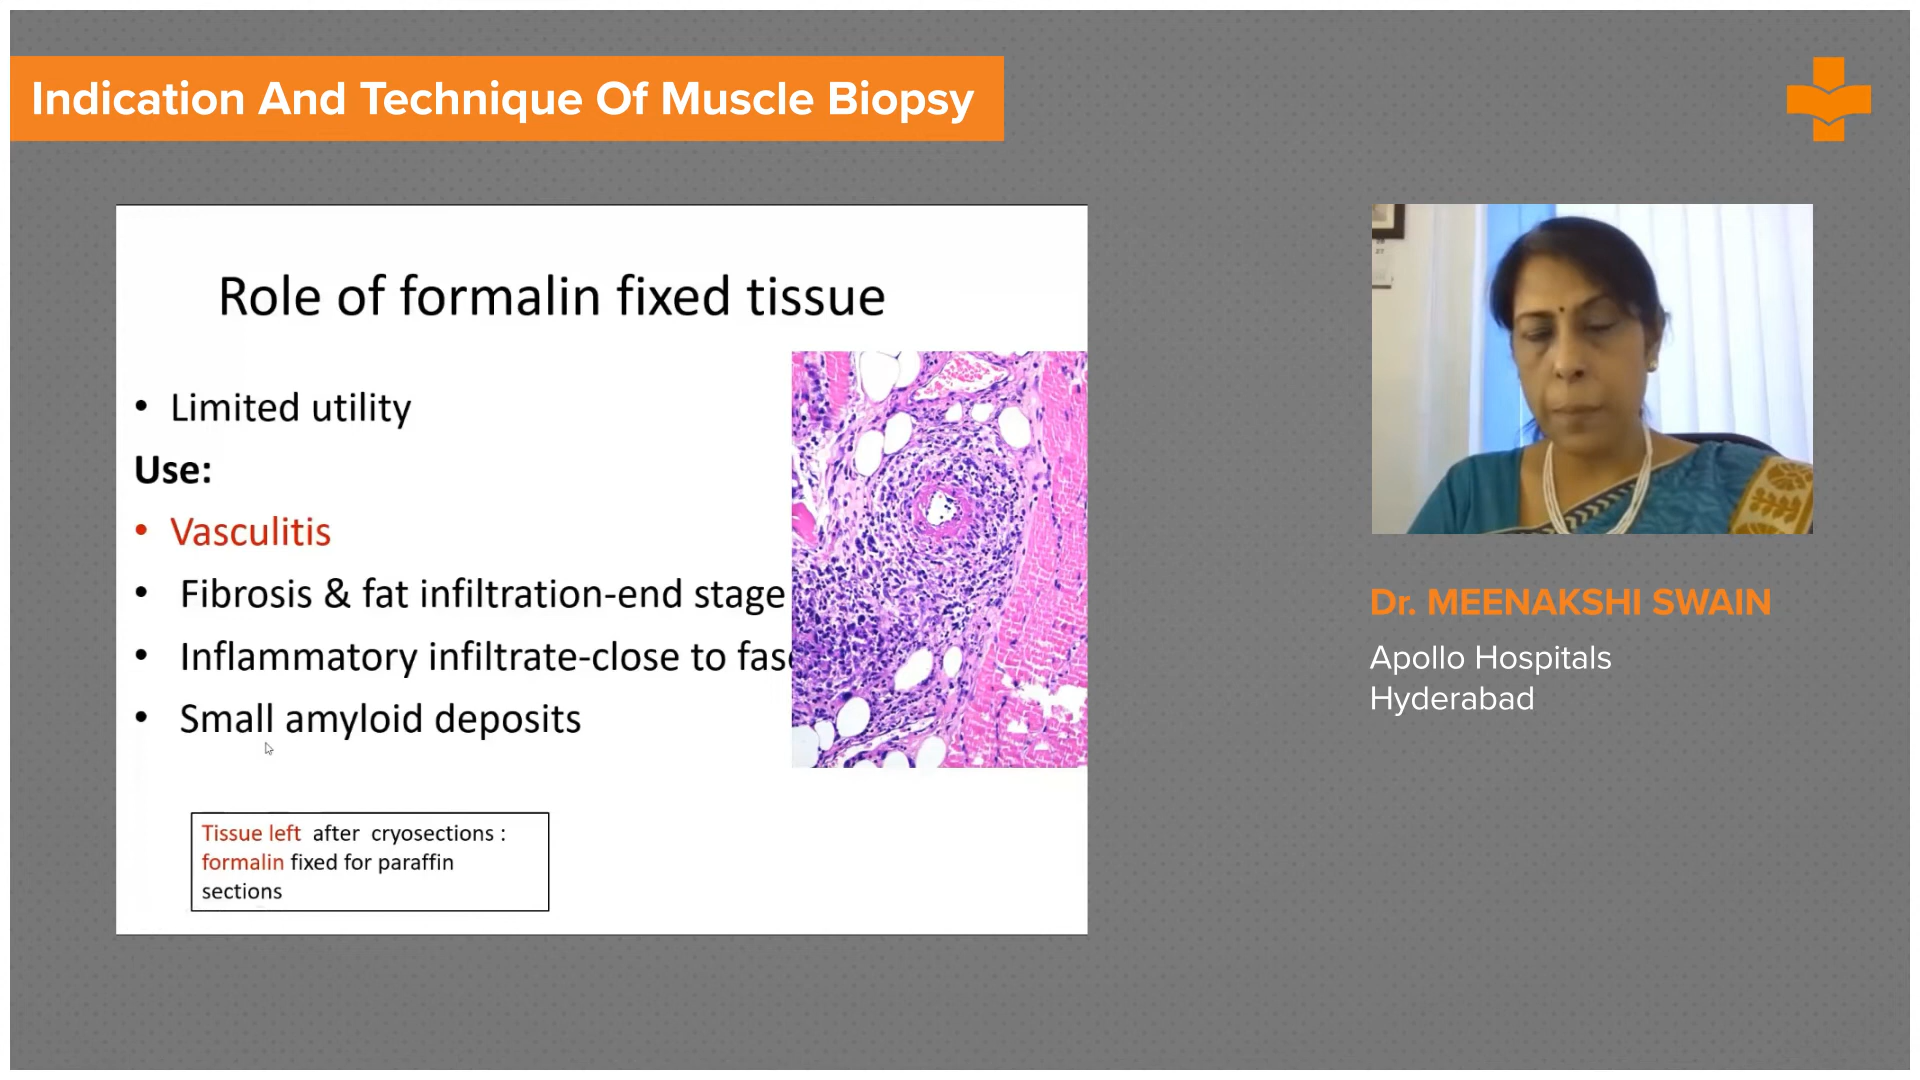 Indication And Technique Of Muscle Biopsy
Role of formalin fixed tissue
• Limited utility
Use:
• Vasculitis
• Fibrosis & fat infiltration-end stage
• Inflammatory infiltrate-close to
• Small amyloid deposits
Tissue left after cryosections :
formalin fixed for paraffin
sections
Dr. MEENAKSHI SWAIN
Apollo Hospitals
Hyderabad